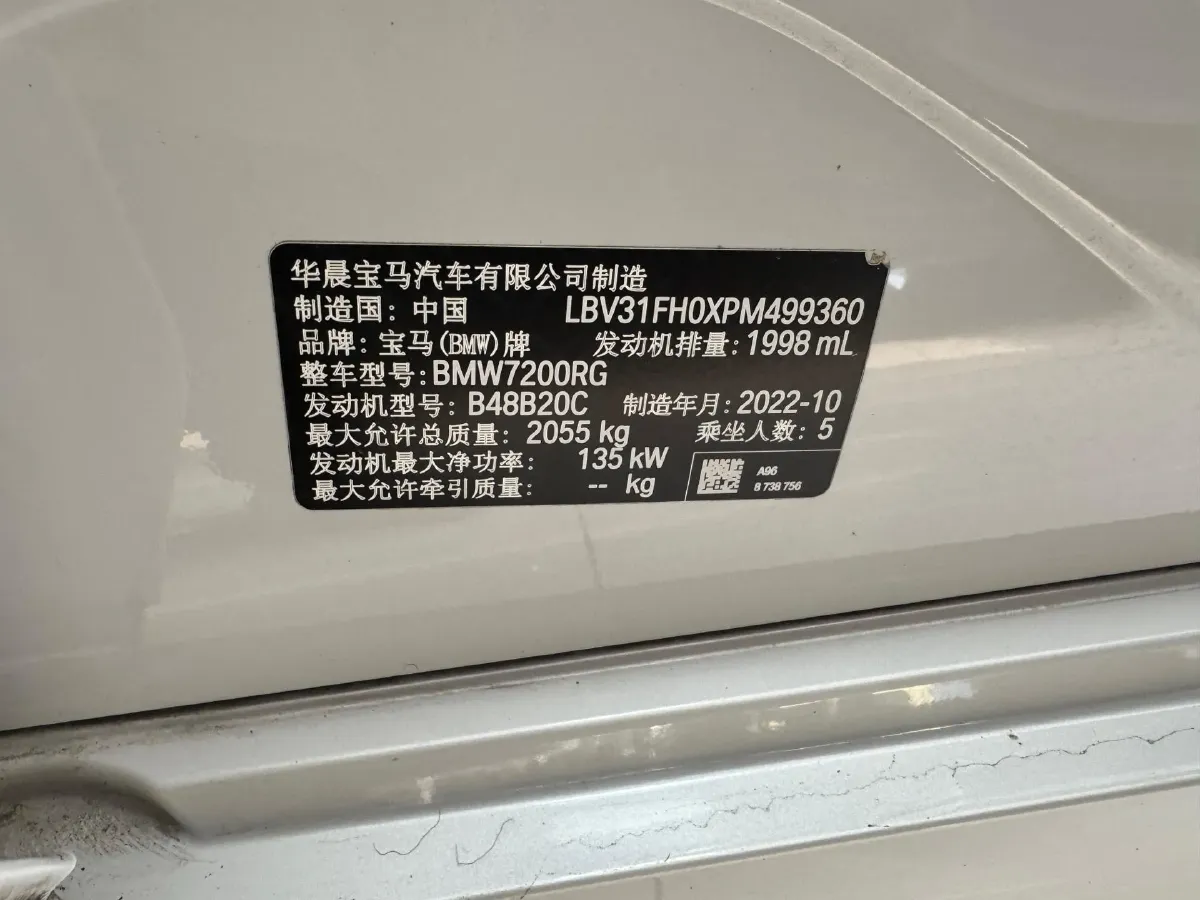 华晨宝马汽车有限公司制造
制造国：中国 LBV31FH0XPM499360
品牌：宝马(BMW)牌 发动机排量：1998 mL
整车型号：BMW7200RG
发动机型号：B48B20C 制造年月：2022-10
最大允许总质量：2055 kg 乘坐人数：5
发动机最大净功率：135 kW
最大允许牵引质量：-- kg
A96
8 738 756